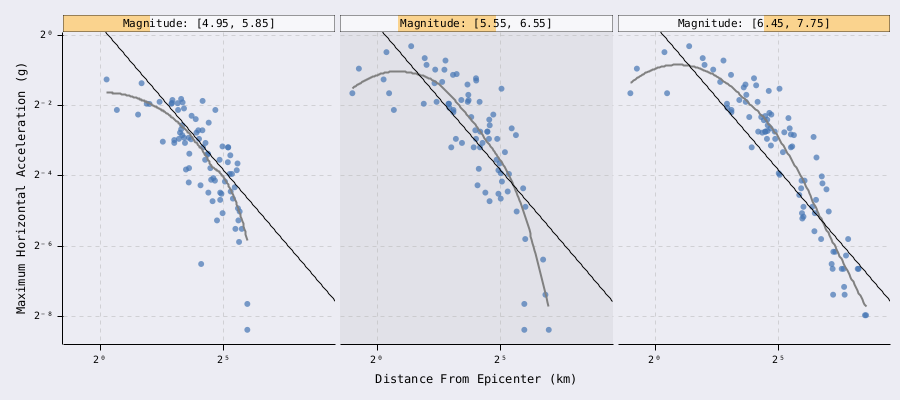 Magnitude: [4.95, 5.85] Magnitude: [5.55, 6.55] Magnitude: [6.45, 7.75]
2⁰
2⁻²
2⁻⁴
2⁻⁶
2⁻⁸
Maximum Horizontal Acceleration (g)
2⁰ 2⁵ 2⁰ 2⁵ 2⁰ 2⁵
Distance From Epicenter (km)